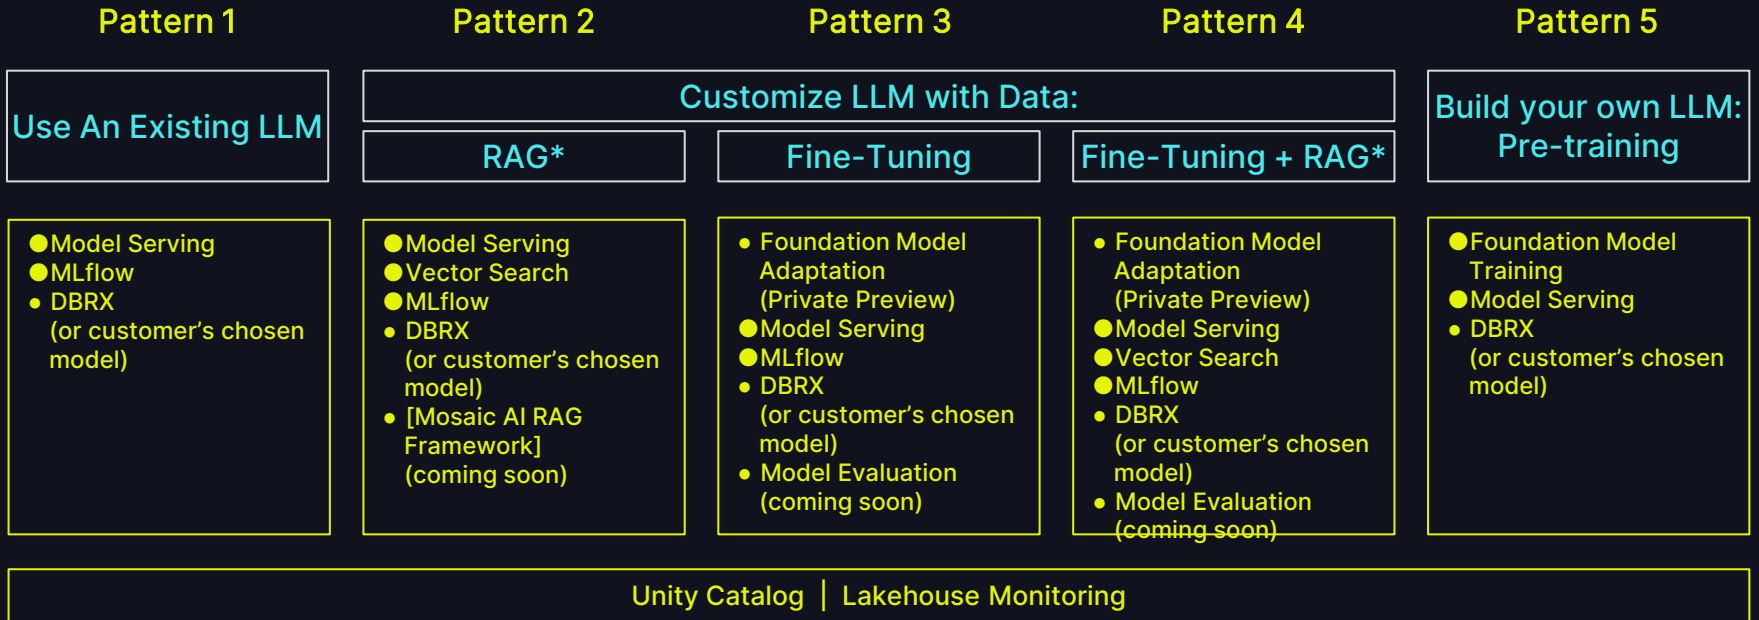 Pattern 1
Pattern 2
Pattern 3
Pattern 4
Pattern 5
Use An Existing LLM
Customize LLM with Data:
RAG*
Fine-Tuning
Fine-Tuning + RAG*
Build your own LLM:
Pre-training
●Model Serving
●MLflow
● DBRX
(or customer’s chosen
model)
●Model Serving
●Vector Search
●MLflow
● DBRX
(or customer’s chosen
model)
● [Mosaic AI RAG
Framework]
(coming soon)
● Foundation Model
Adaptation
(Private Preview)
●Model Serving
●MLflow
● DBRX
(or customer’s chosen
model)
● Model Evaluation
(coming soon)
● Foundation Model
Adaptation
(Private Preview)
●Model Serving
●Vector Search
●MLflow
● DBRX
(or customer’s chosen
model)
● Model Evaluation
(coming soon)
●Foundation Model
Training
●Model Serving
● DBRX
(or customer’s chosen
model)
Unity Catalog | Lakehouse Monitoring